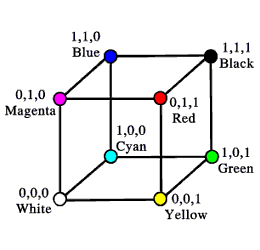 1,1,0
Blue
1,1,1
Black
0,1,0
Magenta
0,1,1
Red
1,0,0
Cyan
1,0,1
Green
0,0,0
White
0,0,1
Yellow